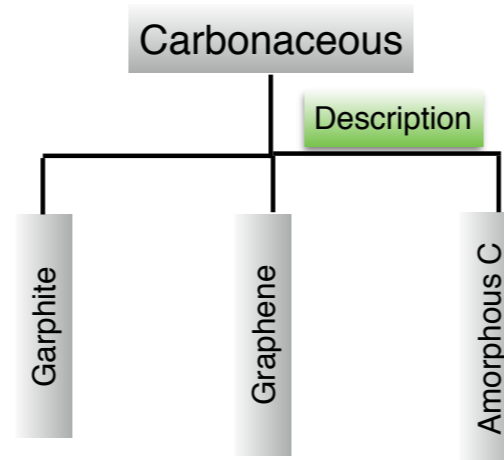 Carbonaceous
Description
Garphite
Graphene
Amorphous C